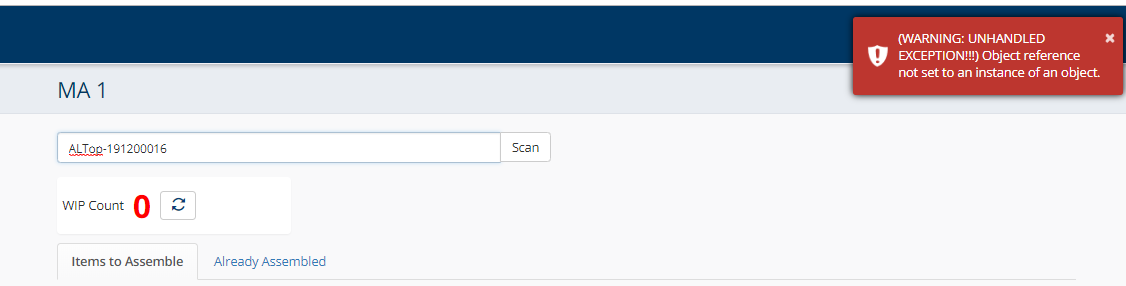 (WARNING: UNHANDLED
EXCEPTION!!!) Object reference
not set to an instance of an object.
×
MA 1
ALTop-191200016
Scan
WIP Count 0
Items to Assemble
Already Assembled